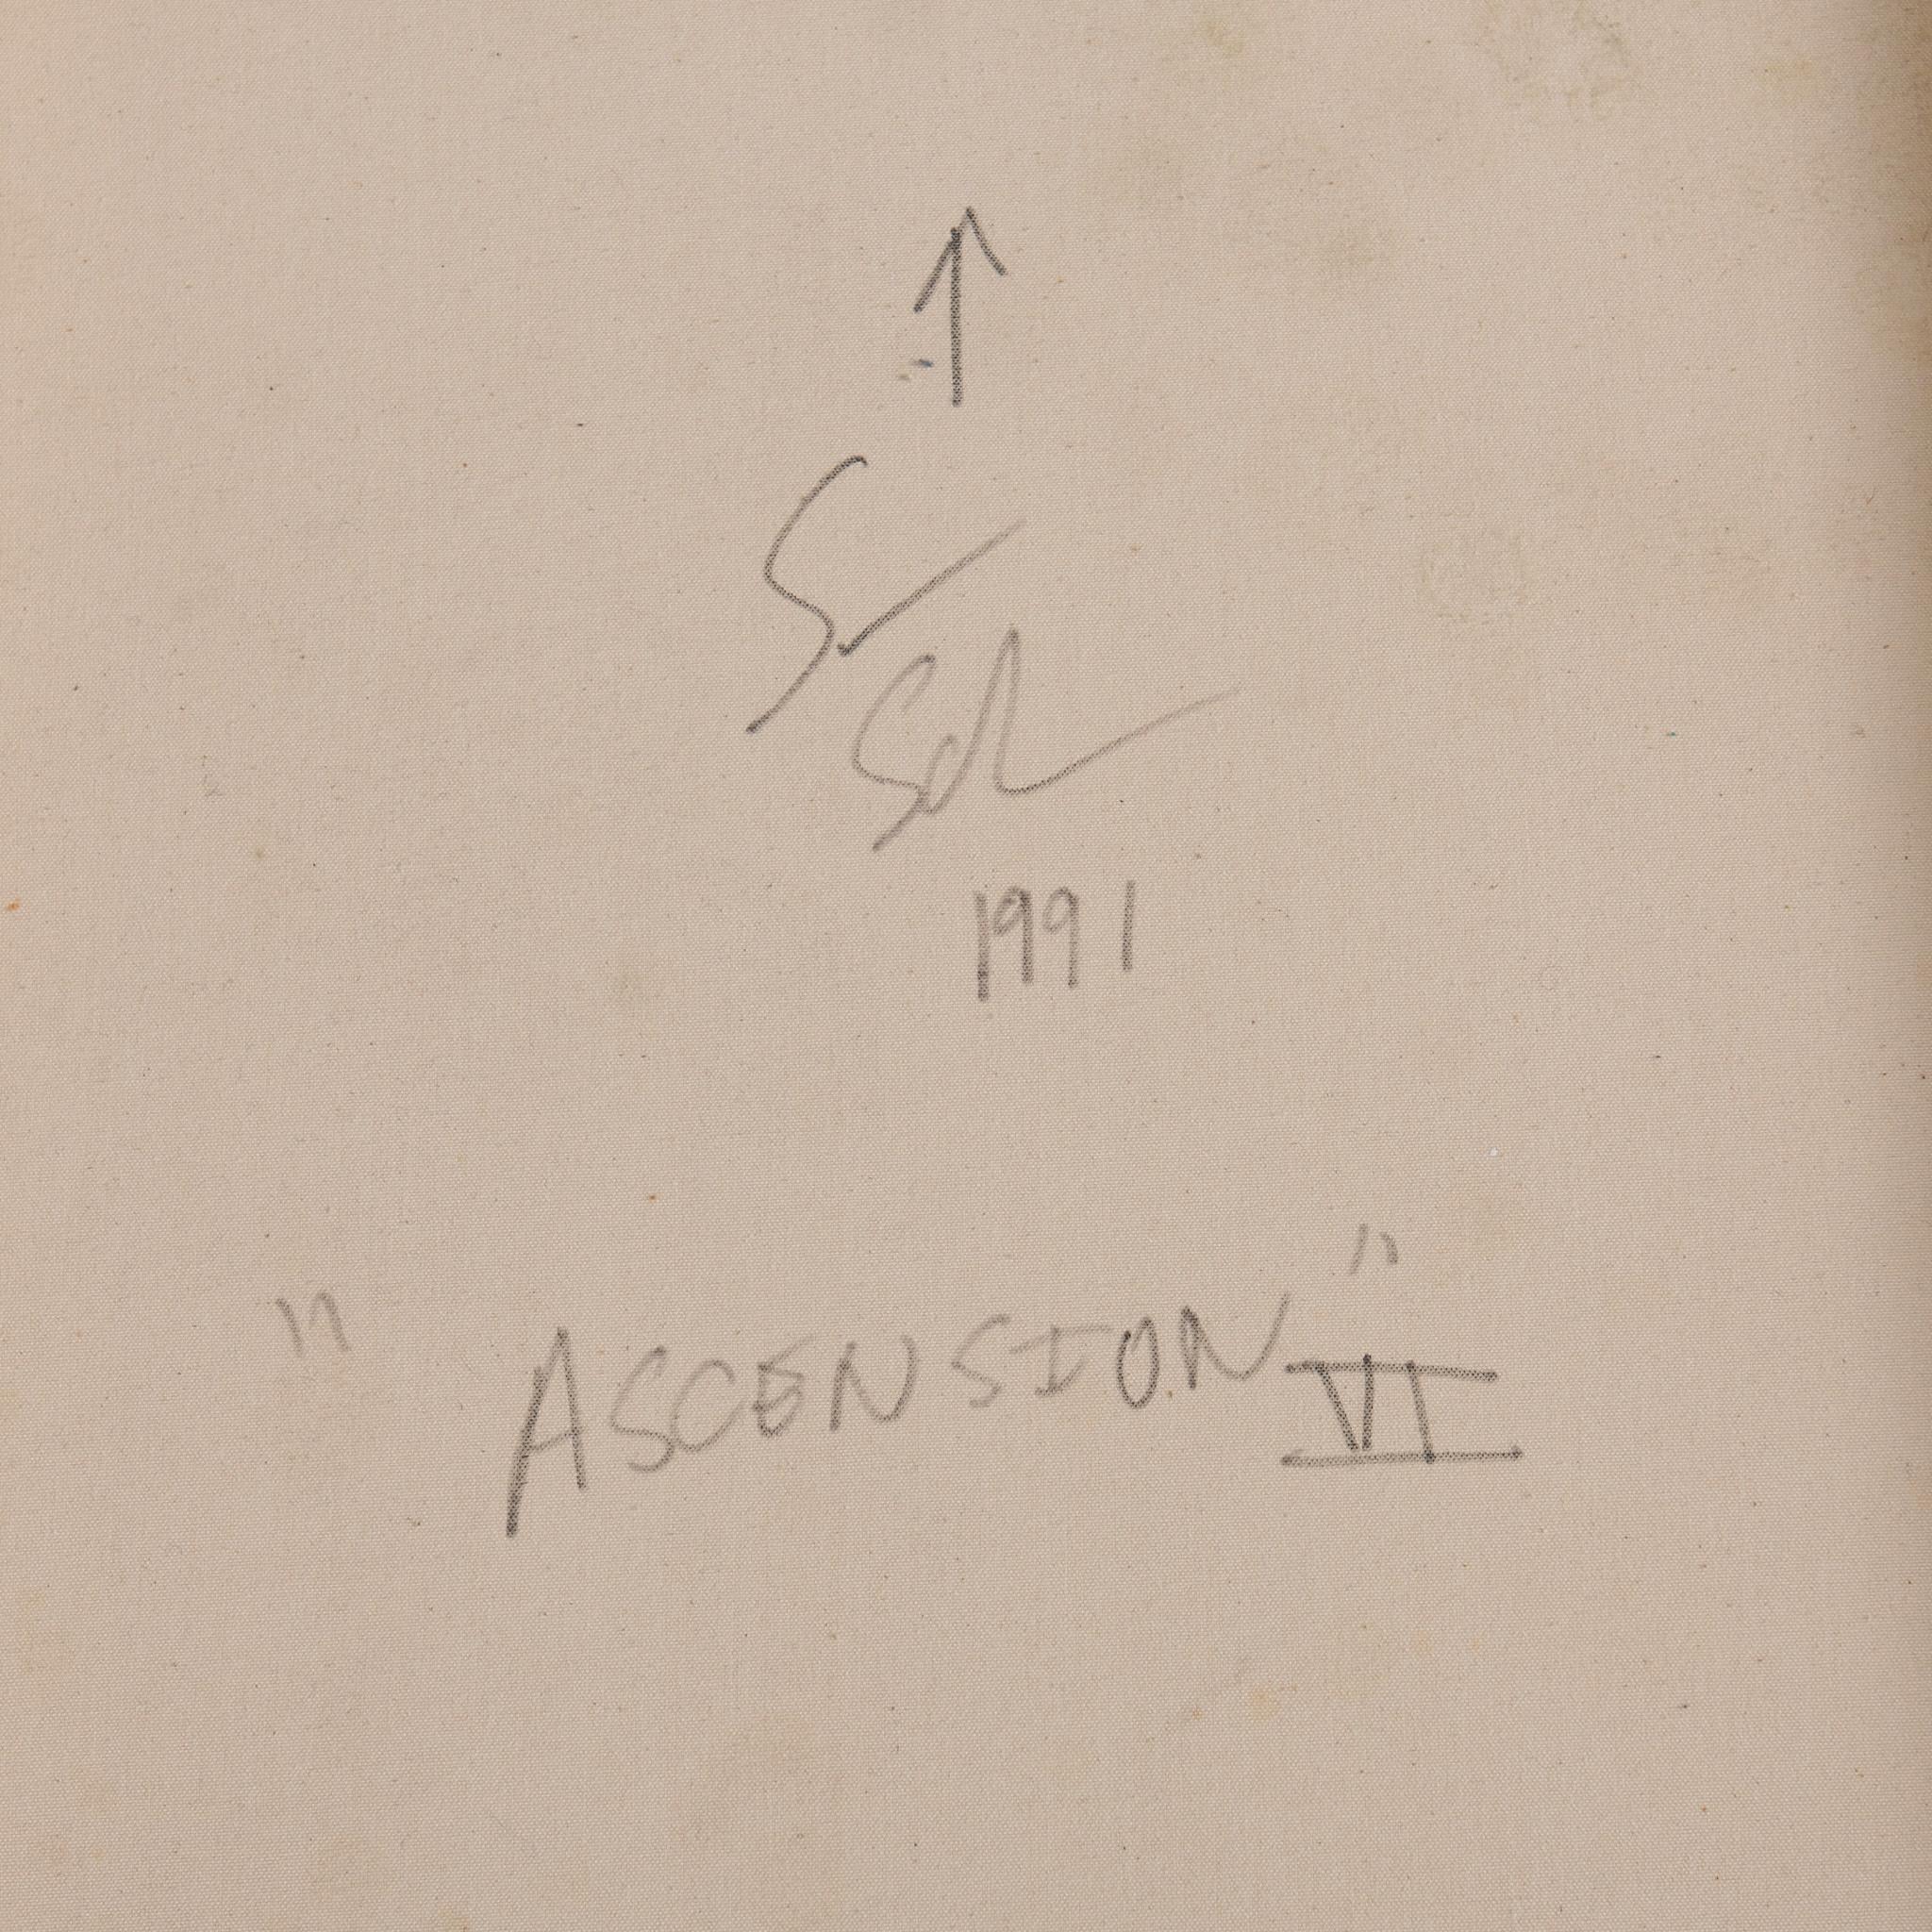 1991
" ASCENSION " VI